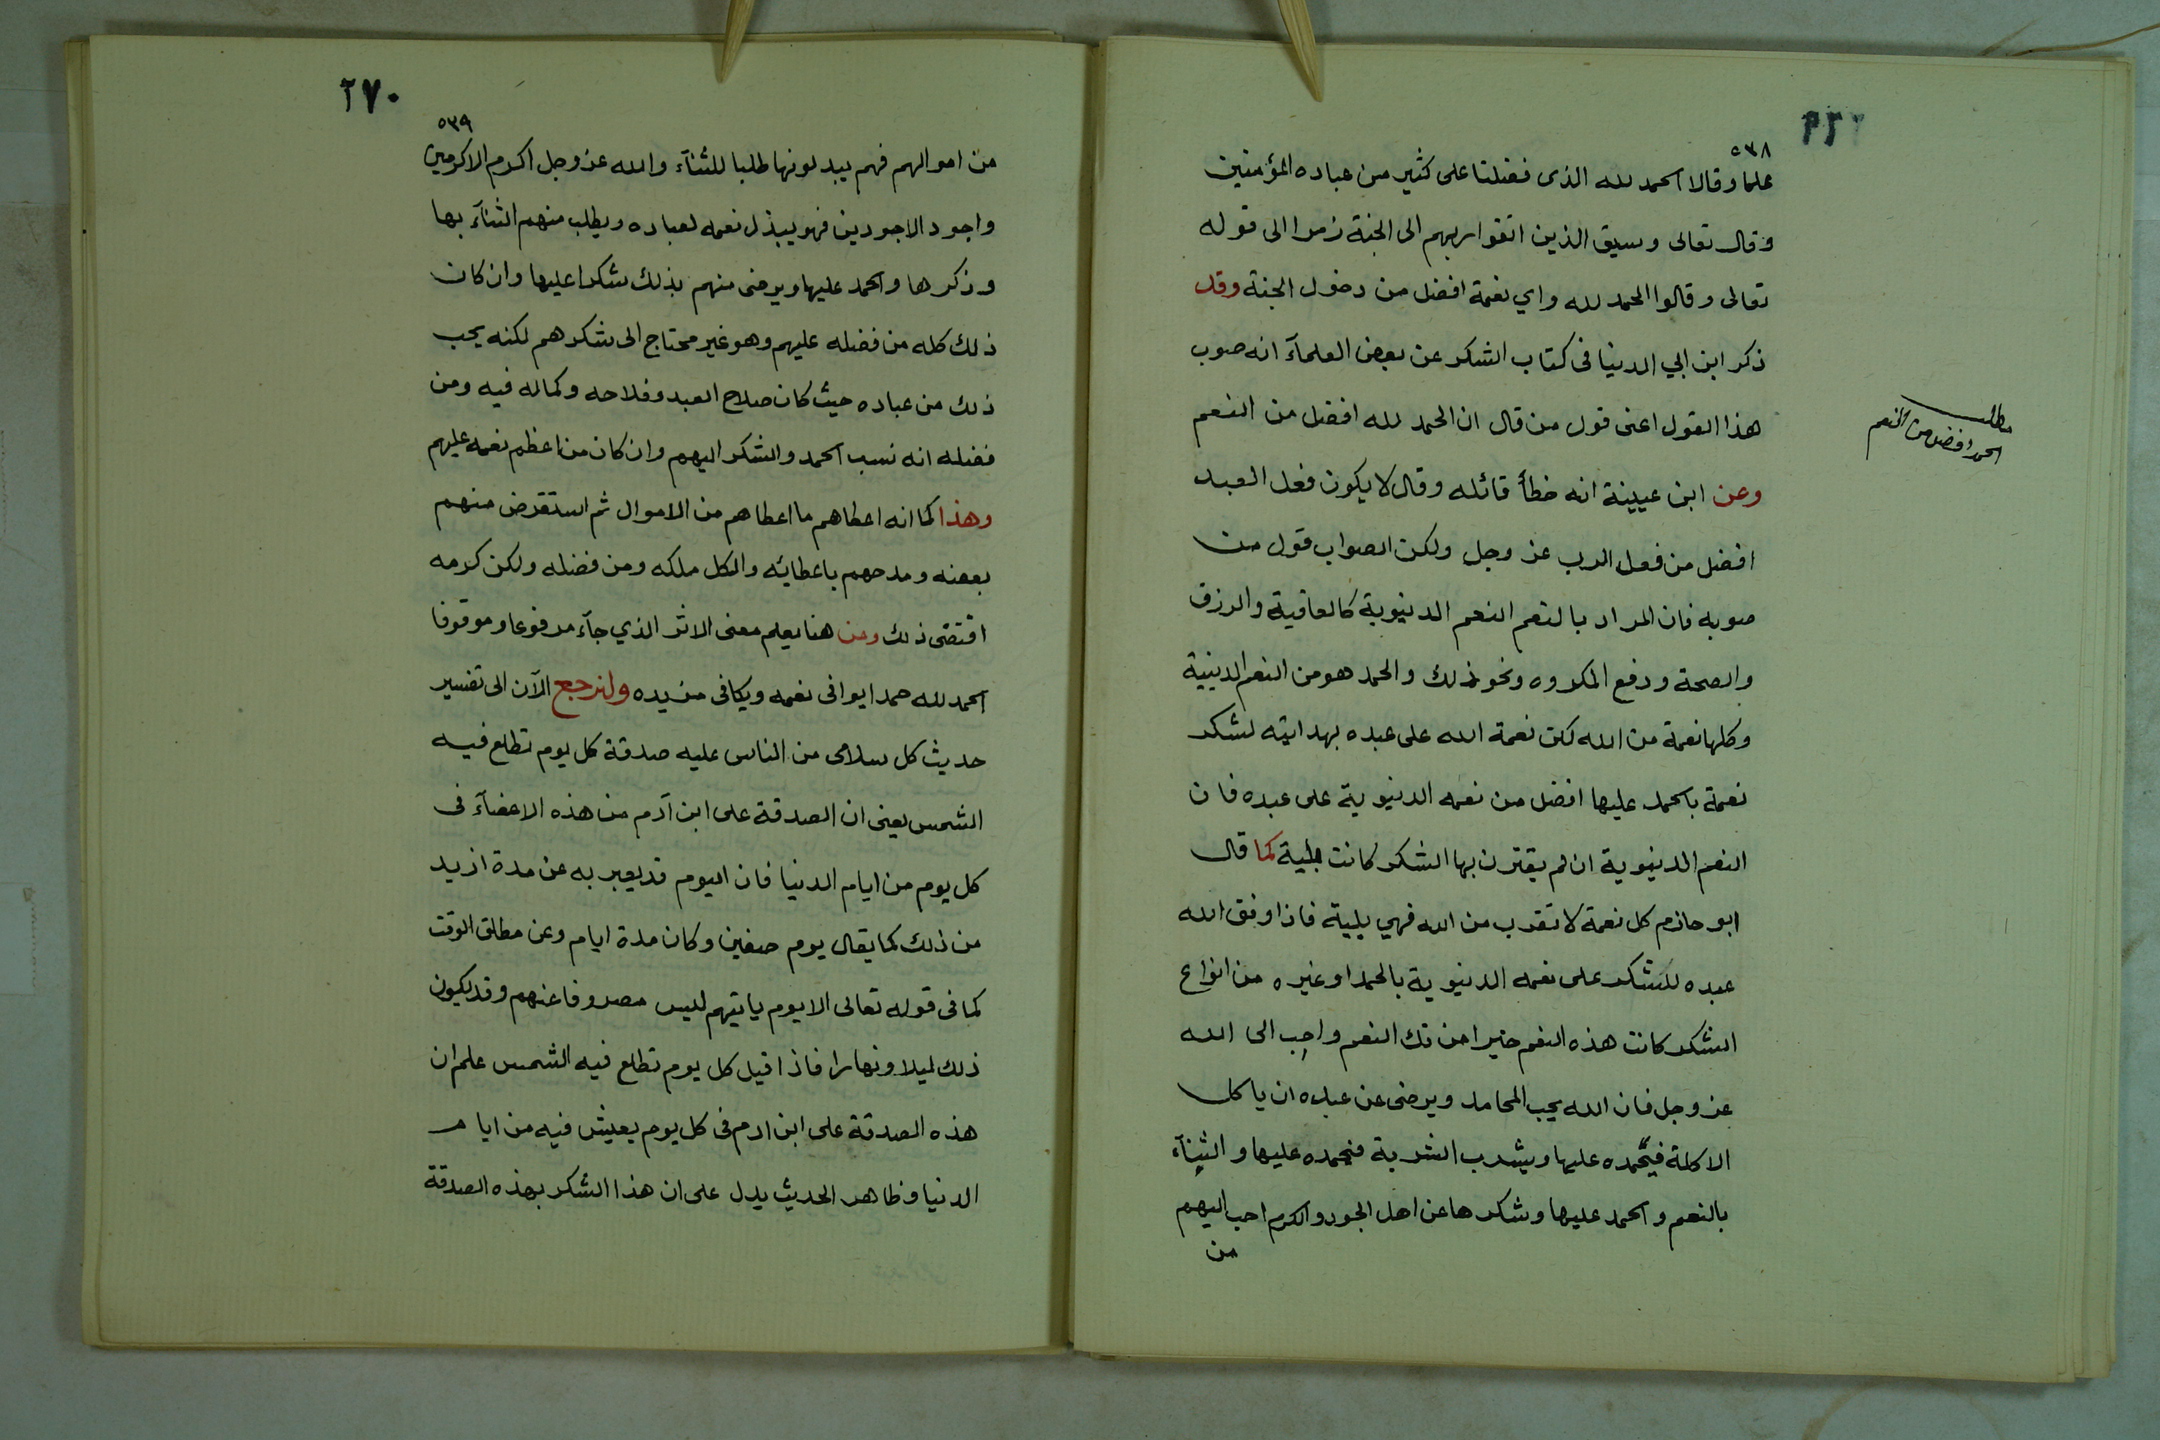 ٥٣٨
علما وقالا الحمد لله الذى فضلنا على كثير من عباده المؤمنين
وقال تعالى وسيق الذين اتقوا ربهم الى الجنة زمرا الى قوله
تعالى وقالوا الحمد لله واي نعمة افضل من دخول الجنة وقد
ذكر ابن ابي الدنيا فى كتاب الشكر عن بعض العلمآء انه صوب
هذا القول اعنى قول من قال ان الحمد لله افضل من النعم
مطلب
الحمد افضل من النعم
وعن ابن عيينة انه خطأ قائله وقال لا يكون فعل العبد
افضل من فعل الرب عز وجل ولكن الصواب قول من
صوبه فان المراد بالنعم النعم الدنيوية كالعافية والرزق
والصحة ودفع المكروه ونحو ذلك والحمد هو من النعم الدينية
وكلها نعمة من الله لكن نعمة الله على عبده بهدايته لشكر
نعمة بالحمد عليها افضل من نعمه الدنيوية على عبده فان
النعم الدنيوية ان لم يقترن بها الشكر كانت بلية كما قال
ابو حازم كل نعمة لا تقرب من الله فهي بلية فاذا وفق الله
عبده للشكر على نعمه الدنيوية بالحمد او غيره من انواع
الشكر كانت هذه النعم خيرا من تلك النعم واحب الى الله
عز وجل فان الله يحب المحامد ويرضى عن عبده ان ياكل
الاكلة فيحمده عليها ويشرب الشربة فيحمده عليها والثنآء
بالنعم والحمد عليها وشكرها عن اهل الجود والكرم احب اليهم
من
٢٧٠
٥٣٩
من اموالهم فهم يبدلونها طلبا للثنآء والله عز وجل اكرم الاكرمين
واجود الاجودين فهو يبذل نعمه لعباده ويطلب منهم الثنآء بها
وذكرها والحمد عليها ويرضى منهم بذلك شكرا عليها وان كان
ذلك كله من فضله عليهم وهو غير محتاج الى شكرهم لكنه يحب
ذلك من عباده حيث كان صلاح العبد وفلاحه وكماله فيه ومن
فضله انه نسب الحمد والشكر اليهم وان كان من اعظم نعمه عليهم
وهذا كما انه اعطاهم ما اعطاهم من الاموال ثم استقرض منهم
بعضه ومدحهم باعطائه والكل ملكه ومن فضله ولكن كرمه
اقتضى ذلك ومن هنا يعلم معنى الاثر الذي جآء مرفوعا وموقوفا
الحمد لله حمدا يوافى نعمه ويكافى مزيده ولنرجع الآن الى تفسير
حديث كل سلامى من الناس عليه صدقة كل يوم تطلع فيه
الشمس يعنى ان الصدقة على ابن آدم من هذه الاعضآء فى
كل يوم من ايام الدنيا فان اليوم قد يعبر به عن مدة ازيد
من ذلك كما يقال يوم صفين وكان مدة ايام وعن مطلق الوقت
كما فى قوله تعالى الا يوم ياتيهم ليس مصروفا عنهم وقد يكون
ذلك ليلا ونهارا فاذا قيل كل يوم تطلع فيه الشمس علم ان
هذه الصدقة على ابن ادم فى كل يوم يعيش فيه من ايام
الدنيا وظاهر الحديث يدل على ان هذا الشكر بهذه الصدقة